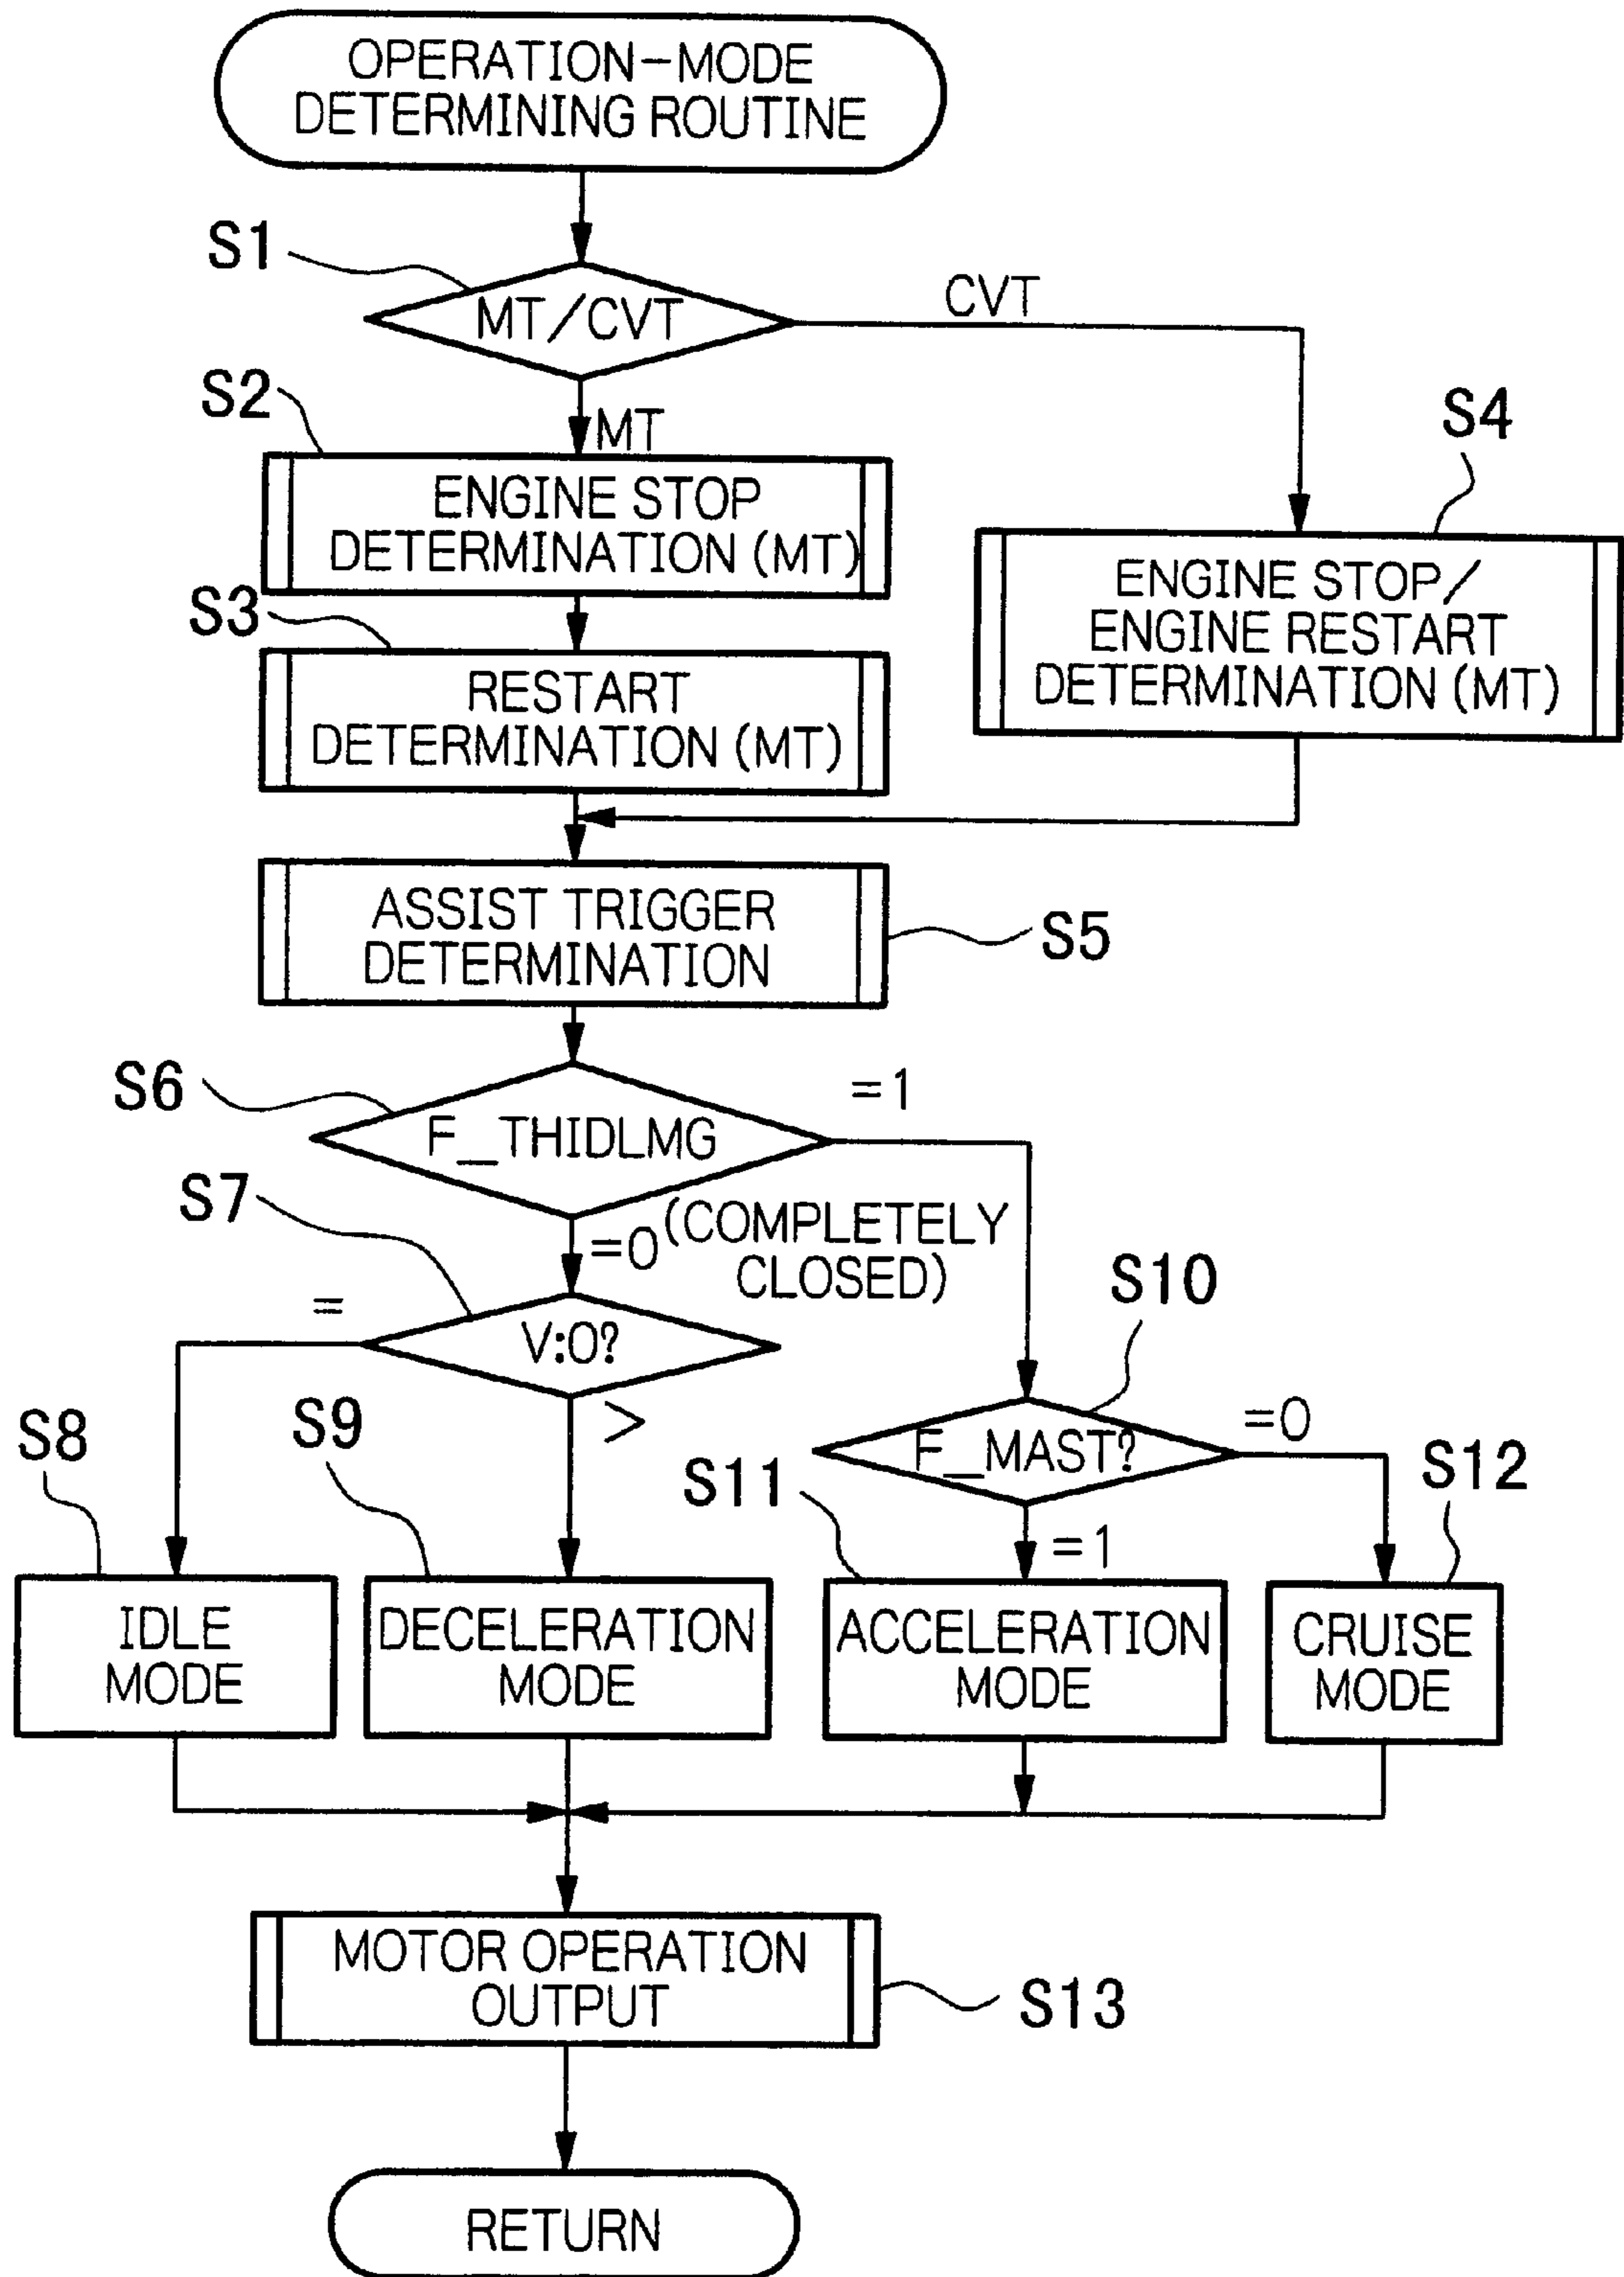 OPERATION-MODE
DETERMINING ROUTINE
S1
MT/CVT
CVT
MT
S2
ENGINE STOP
DETERMINATION (MT)
S4
ENGINE STOP/
ENGINE RESTART
DETERMINATION (MT)
S3
RESTART
DETERMINATION (MT)
ASSIST TRIGGER
DETERMINATION
S5
S6
F_THIDLMG
=1
=0 (COMPLETELY
CLOSED)
S7
V:0?
=
>
S10
F_MAST?
=0
=1
S8
IDLE
MODE
S9
DECELERATION
MODE
S11
ACCELERATION
MODE
S12
CRUISE
MODE
MOTOR OPERATION
OUTPUT
S13
RETURN